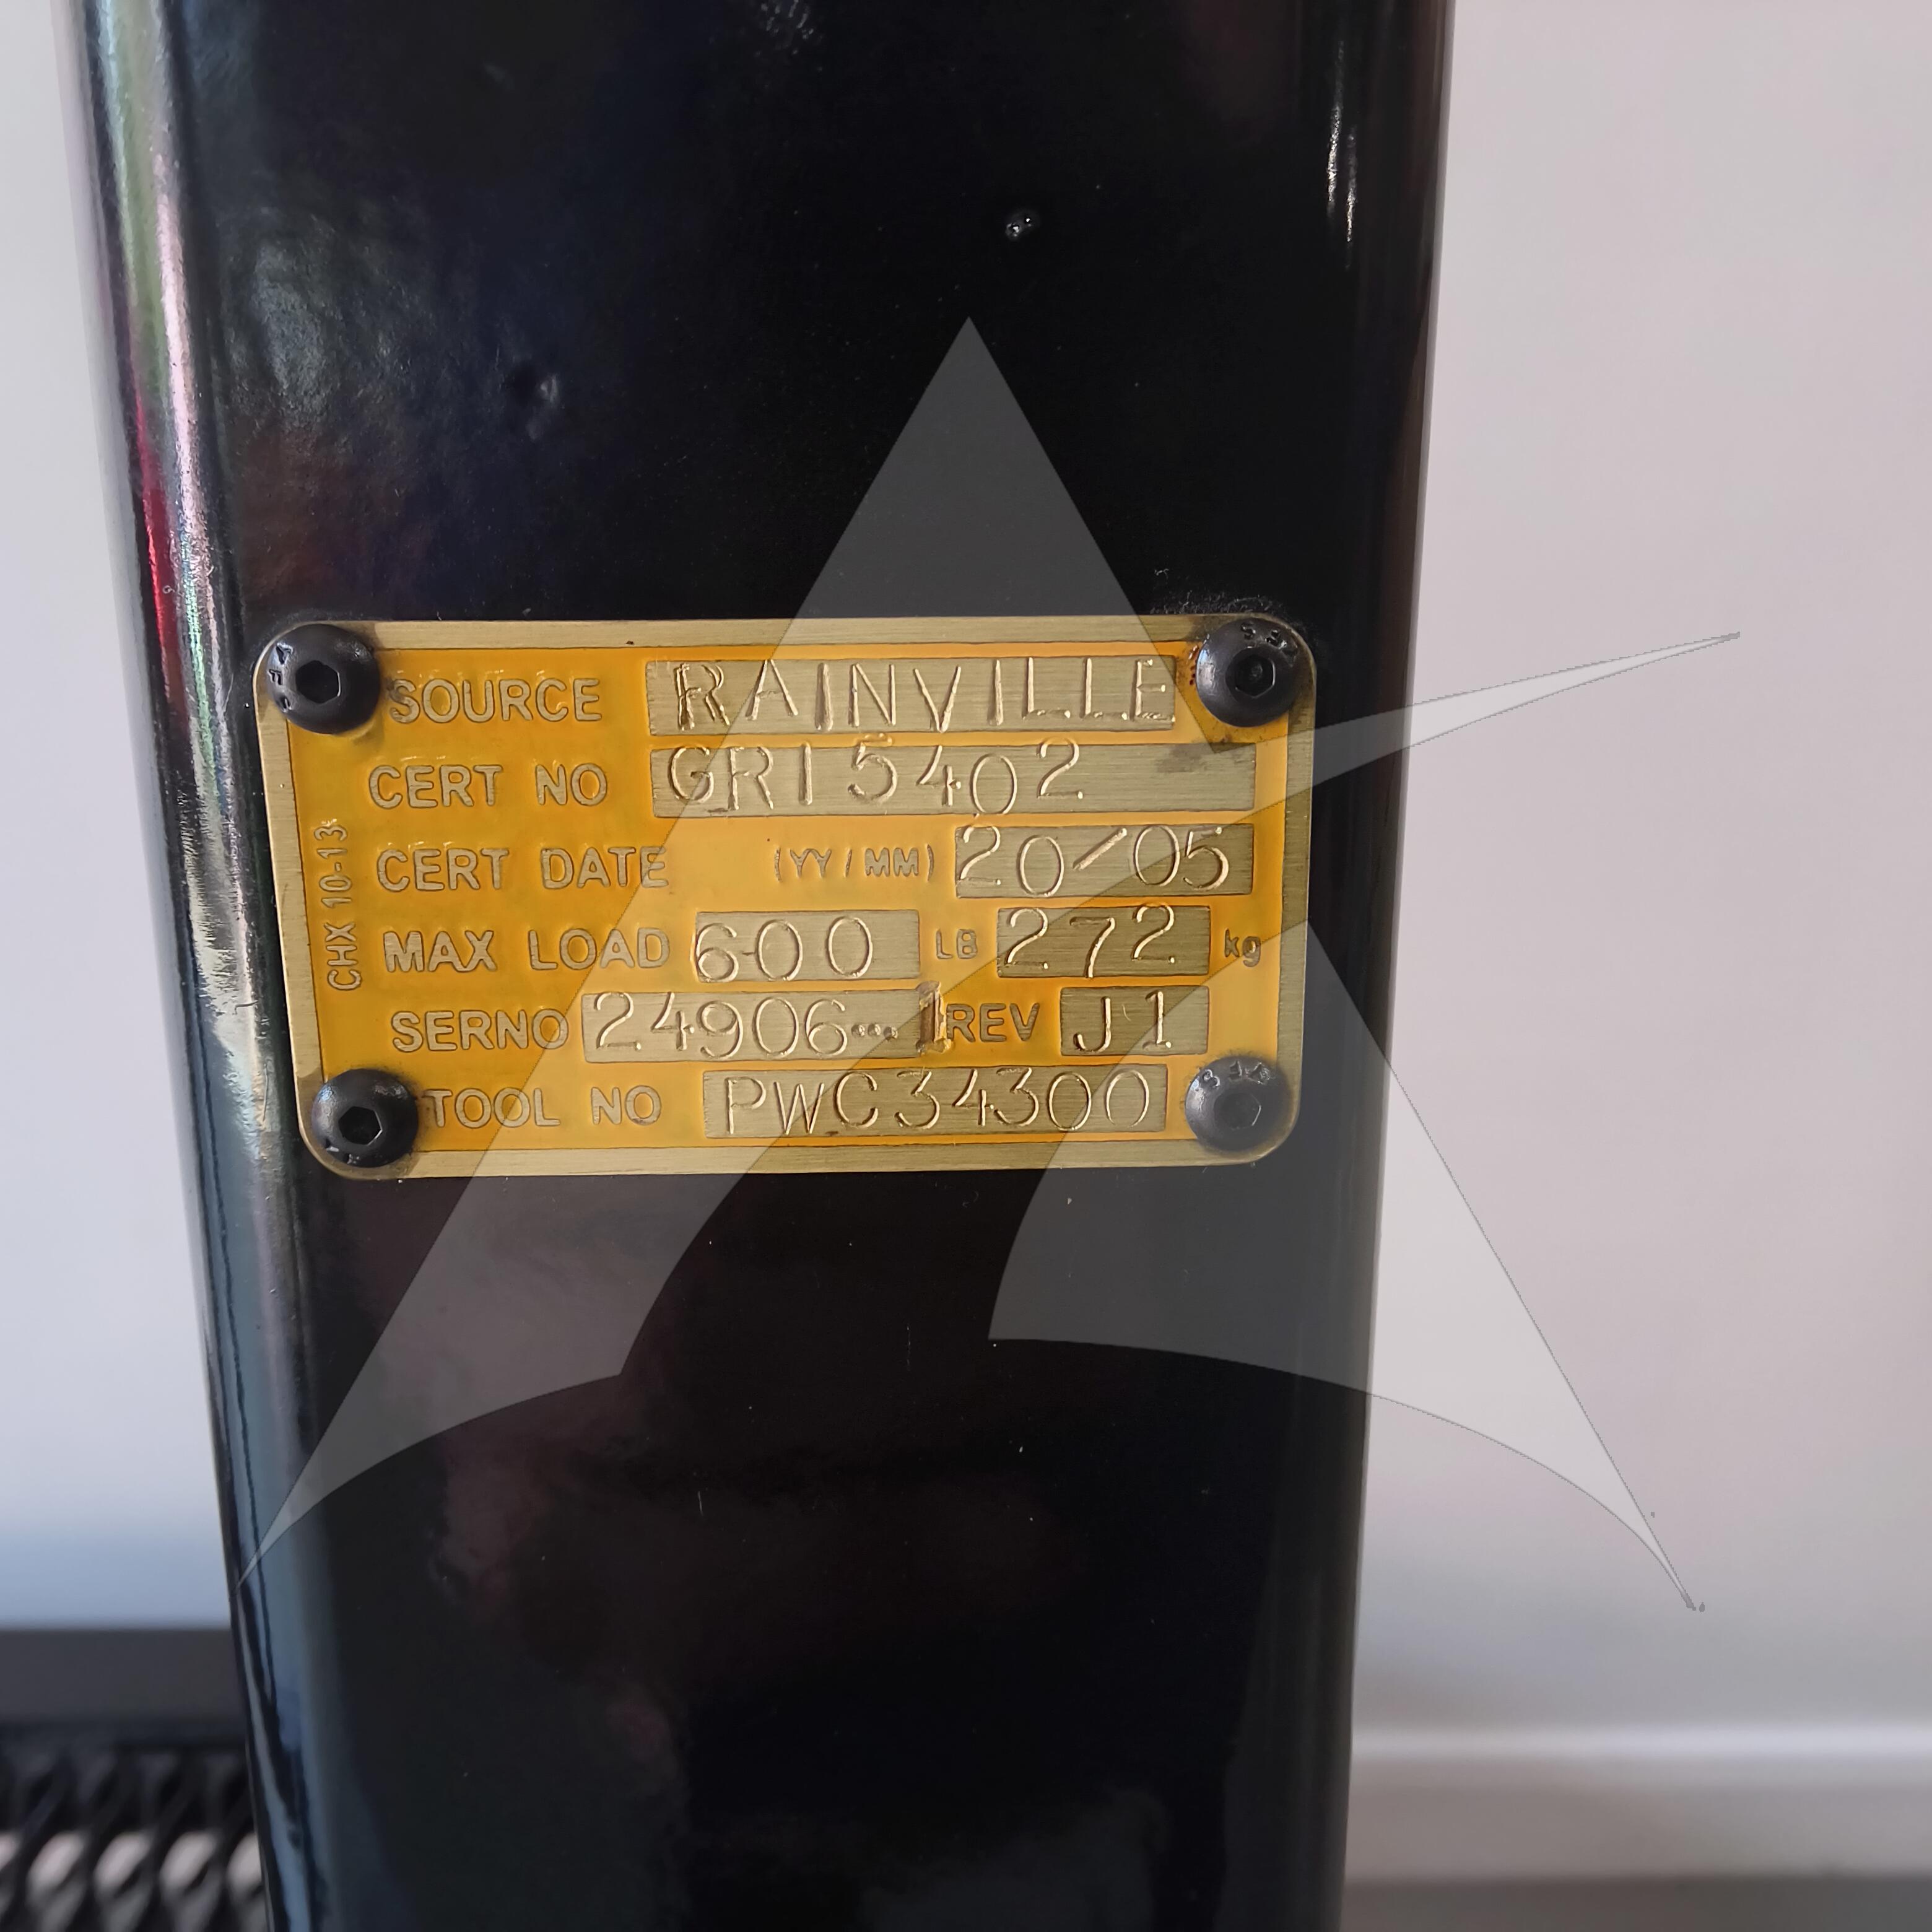 SOURCE RAINVILLE
CERT NO GR15402
CERT DATE (YY/MM) 20/05
MAX LOAD 600 LB 272 kg
SERNO 24906...1 REV J1
TOOL NO PWC34300
CHX 10-13